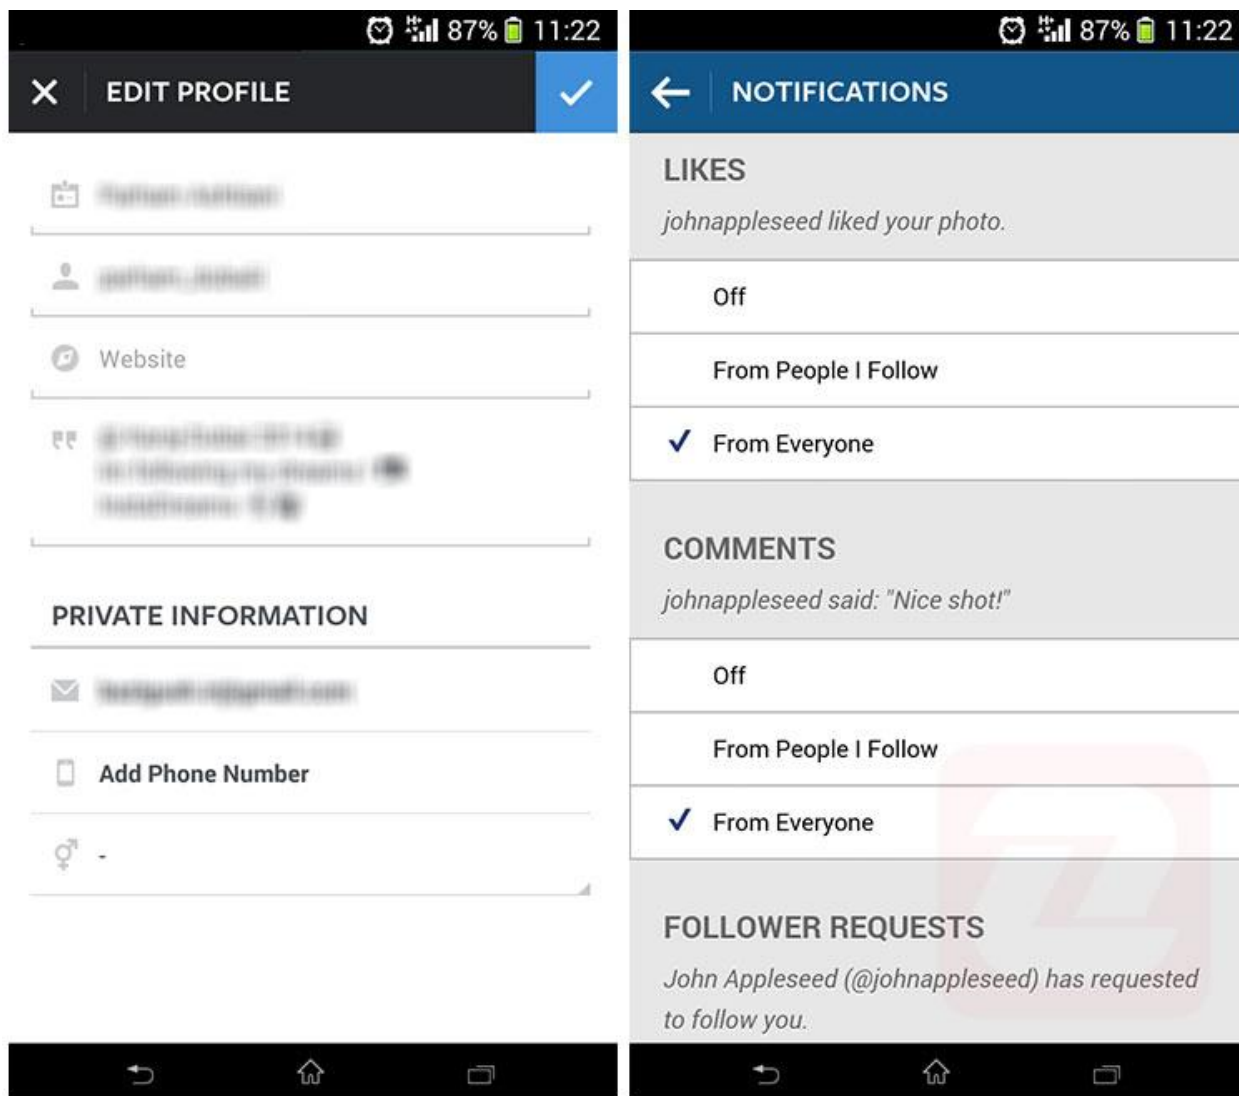 87% 11:22
EDIT PROFILE
Website
PRIVATE INFORMATION
Add Phone Number
-
87% 11:22
NOTIFICATIONS
LIKES
johnappleseed liked your photo.
Off
From People I Follow
From Everyone
COMMENTS
johnappleseed said: "Nice shot!"
Off
From People I Follow
From Everyone
FOLLOWER REQUESTS
John Appleseed (@johnappleseed) has requested
to follow you.